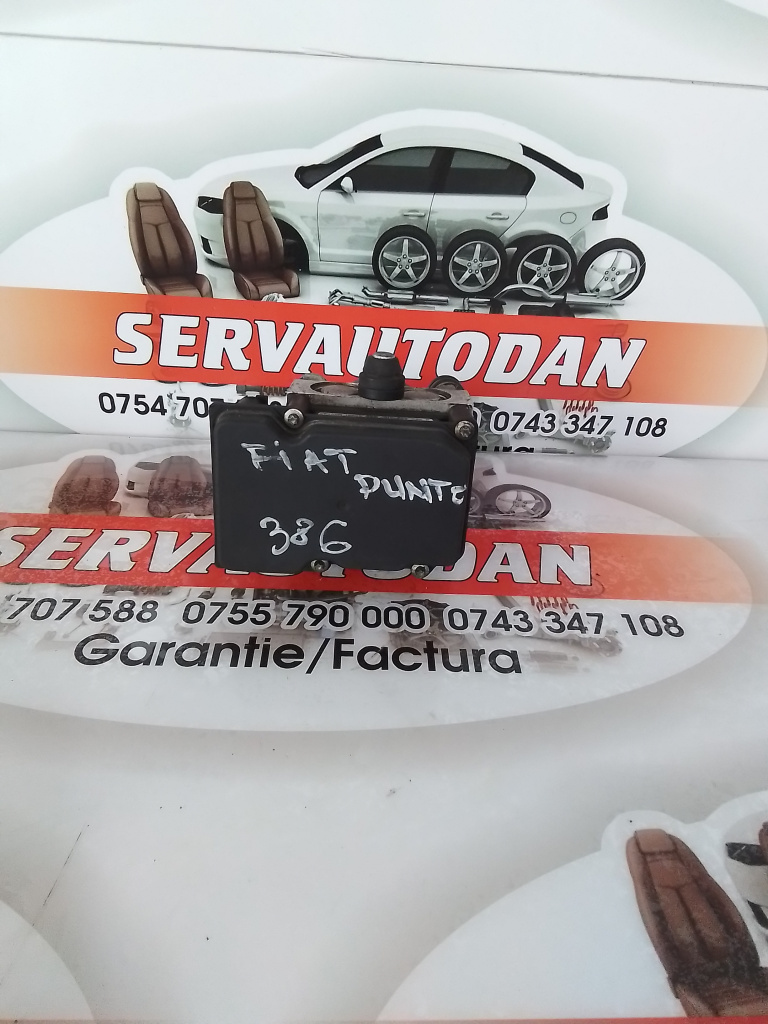 SERVAUTODAN
0754 707 0743 347 108
FIAT
PUNTO
386
SERVAUTODAN
707 588 0755 790 000 0743 347 108
Garantie/Factura